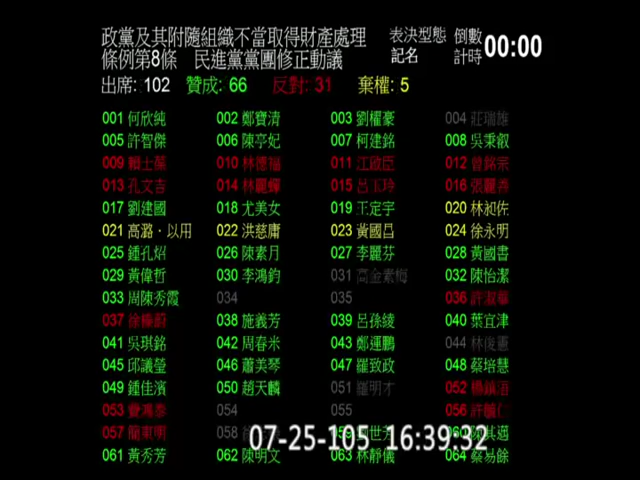 政黨及其附隨組織不當取得財產處理 表決型態 倒數 00:00
條例第8條 民進黨黨團修正動議 記名 計時
出席: 102 贊成: 66 反對: 31 棄權: 5
001 何欣純 002 鄭寶清 003 劉櫂豪 004 莊瑞雄
005 許智傑 006 陳亭妃 007 柯建銘 008 吳秉叡
009 賴士葆 010 林德福 011 江啟臣 012 曾銘宗
013 孔文吉 014 林麗蟬 015 呂玉玲 016 張麗善
017 劉建國 018 尤美女 019 王定宇 020 林昶佐
021 高潞．以用 022 洪慈庸 023 黃國昌 024 徐永明
025 鍾孔炤 026 陳素月 027 李麗芬 028 黃國書
029 黃偉哲 030 李鴻鈞 031 高金素梅 032 陳怡潔
033 周陳秀霞 034 035 036 許淑華
037 徐榛蔚 038 施義芳 039 呂孫綾 040 葉宜津
041 吳琪銘 042 周春米 043 鄭運鵬 044 林俊憲
045 邱議瑩 046 蕭美琴 047 羅致政 048 蔡培慧
049 鍾佳濱 050 趙天麟 051 羅明才 052 楊鎮浯
053 費鴻泰 054 055 056 許毓仁
057 簡東明 058 世芳 陳其邁
07-25-105 16:39:32
061 黃秀芳 062 陳明文 063 林靜儀 064 蔡易餘